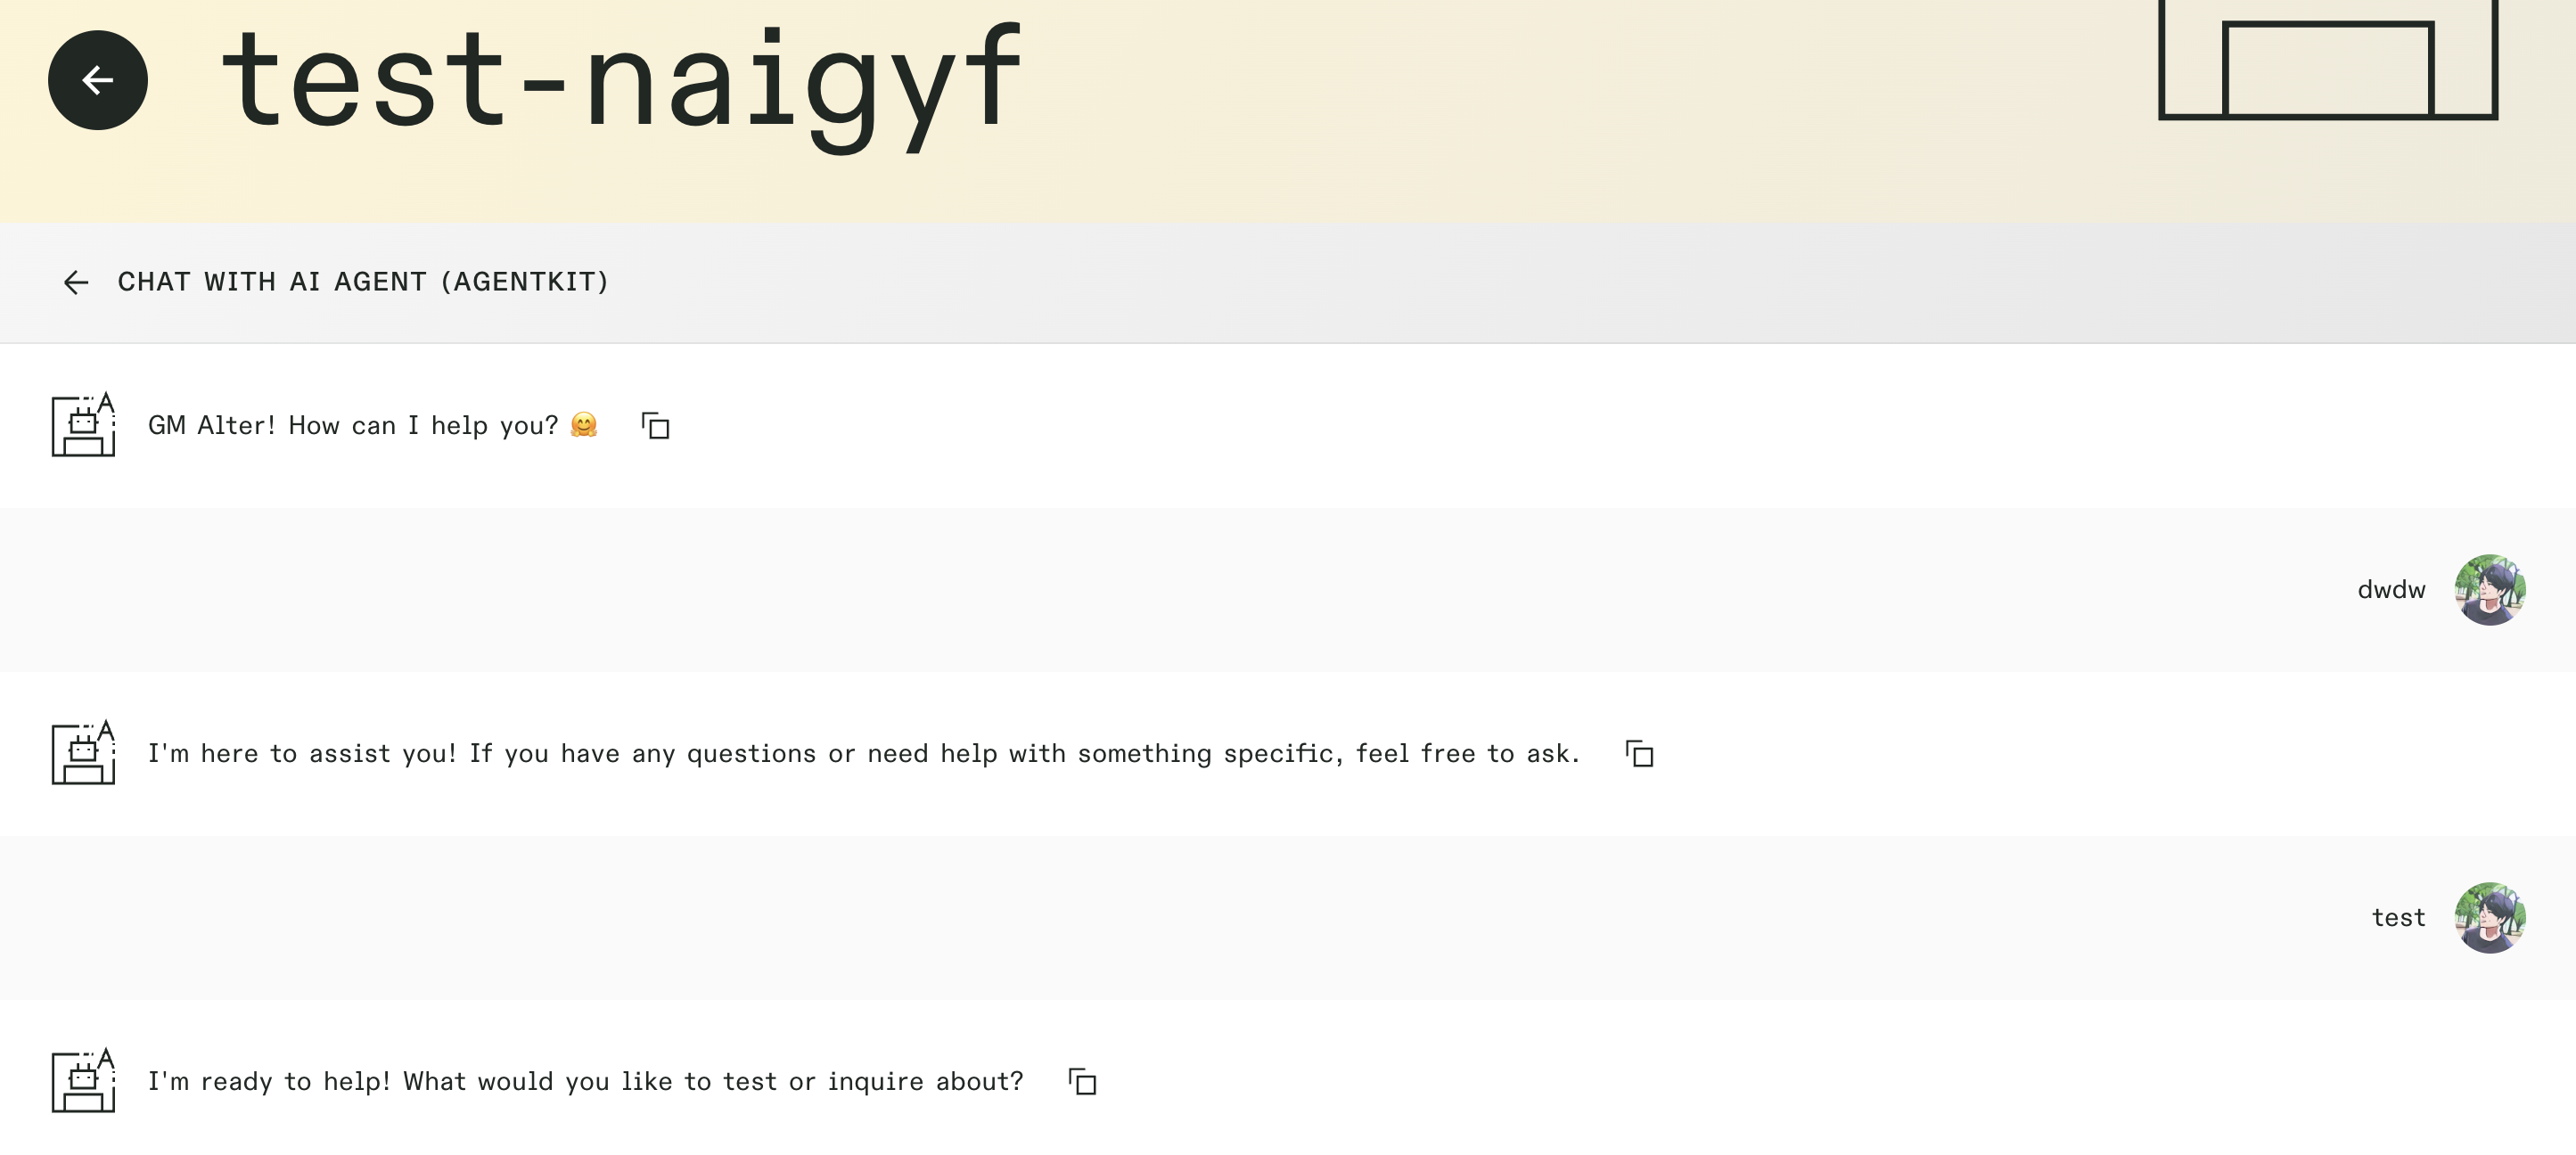 test-naigyf
CHAT WITH AI AGENT (AGENTKIT)
GM Alter! How can I help you? 🤗
dwdw
I'm here to assist you! If you have any questions or need help with something specific, feel free to ask.
test
I'm ready to help! What would you like to test or inquire about?